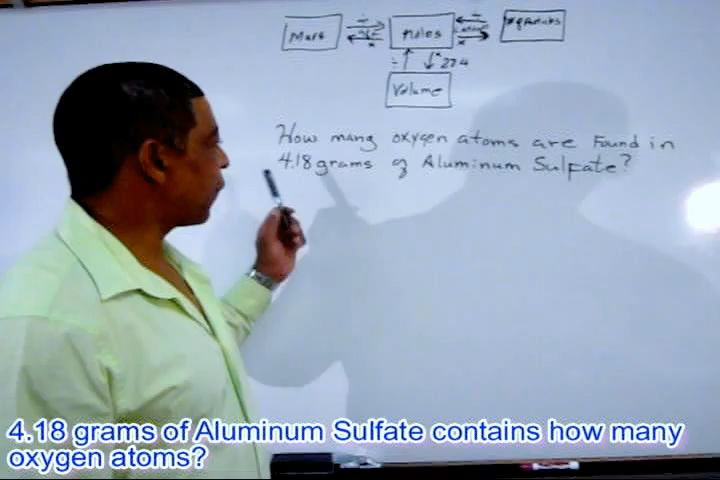 Mass
Moles
÷
x
÷
x
÷
x 22.4
Volume
How many oxygen atoms are Found in
4.18 grams of Aluminum Sulfate?
4.18 grams of Aluminum Sulfate contains how many
oxygen atoms?